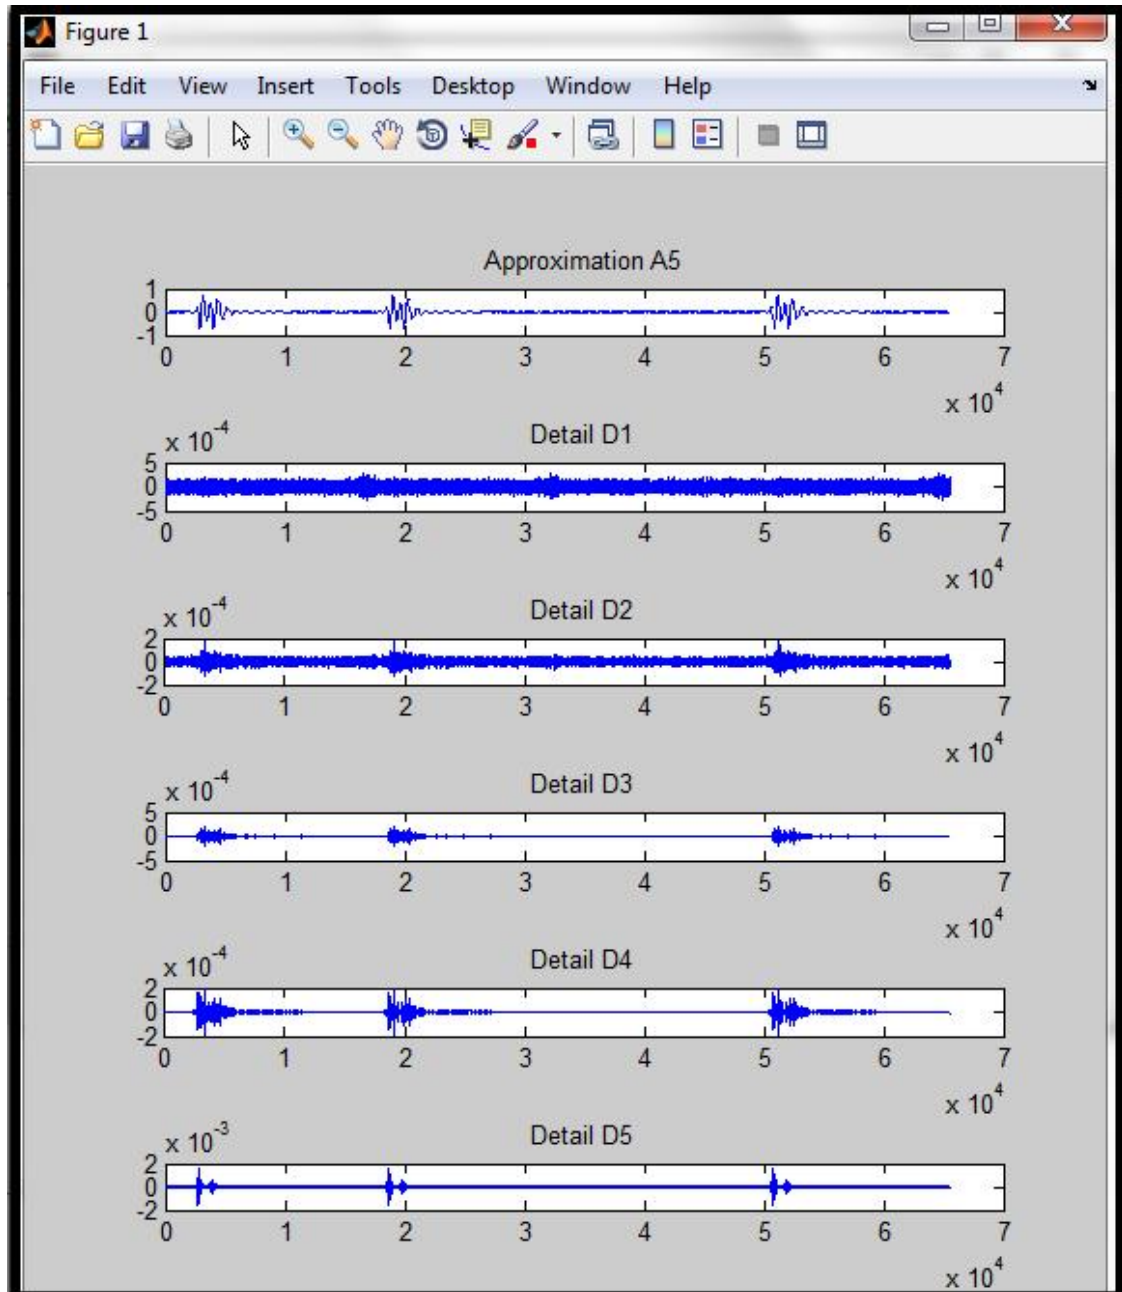 Figure 1
File Edit View Insert Tools Desktop Window Help
Approximation A5
1
0
-1
0 1 2 3 4 5 6 7
x 10^4
Detail D1
x 10^-4
5
0
-5
0 1 2 3 4 5 6 7
x 10^4
Detail D2
x 10^-4
2
0
-2
0 1 2 3 4 5 6 7
x 10^4
Detail D3
x 10^-4
5
0
-5
0 1 2 3 4 5 6 7
x 10^4
Detail D4
x 10^-4
2
0
-2
0 1 2 3 4 5 6 7
x 10^4
Detail D5
x 10^-3
2
0
-2
0 1 2 3 4 5 6 7
x 10^4